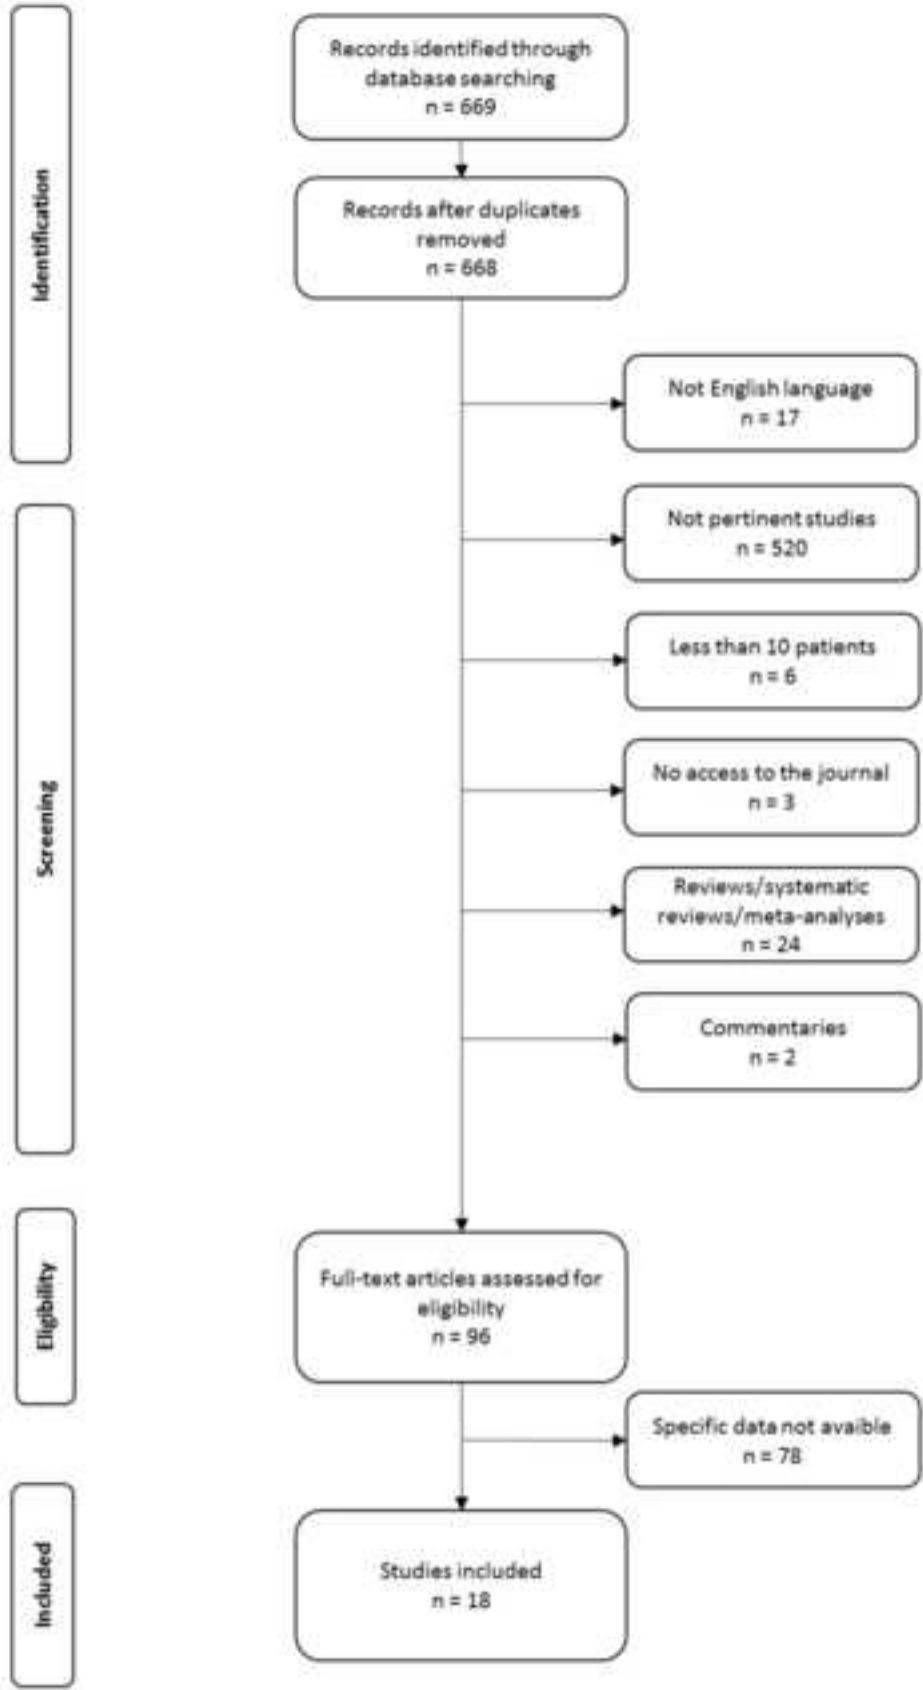 Identification
Records identified through
database searching
n = 669
Records after duplicates
removed
n = 668
Not English language
n = 17
Screening
Not pertinent studies
n = 520
Less than 10 patients
n = 6
No access to the journal
n = 3
Reviews/systematic
reviews/meta-analyses
n = 24
Commentaries
n = 2
Eligibility
Full-text articles assessed for
eligibility
n = 96
Specific data not avaible
n = 78
Included
Studies included
n = 18